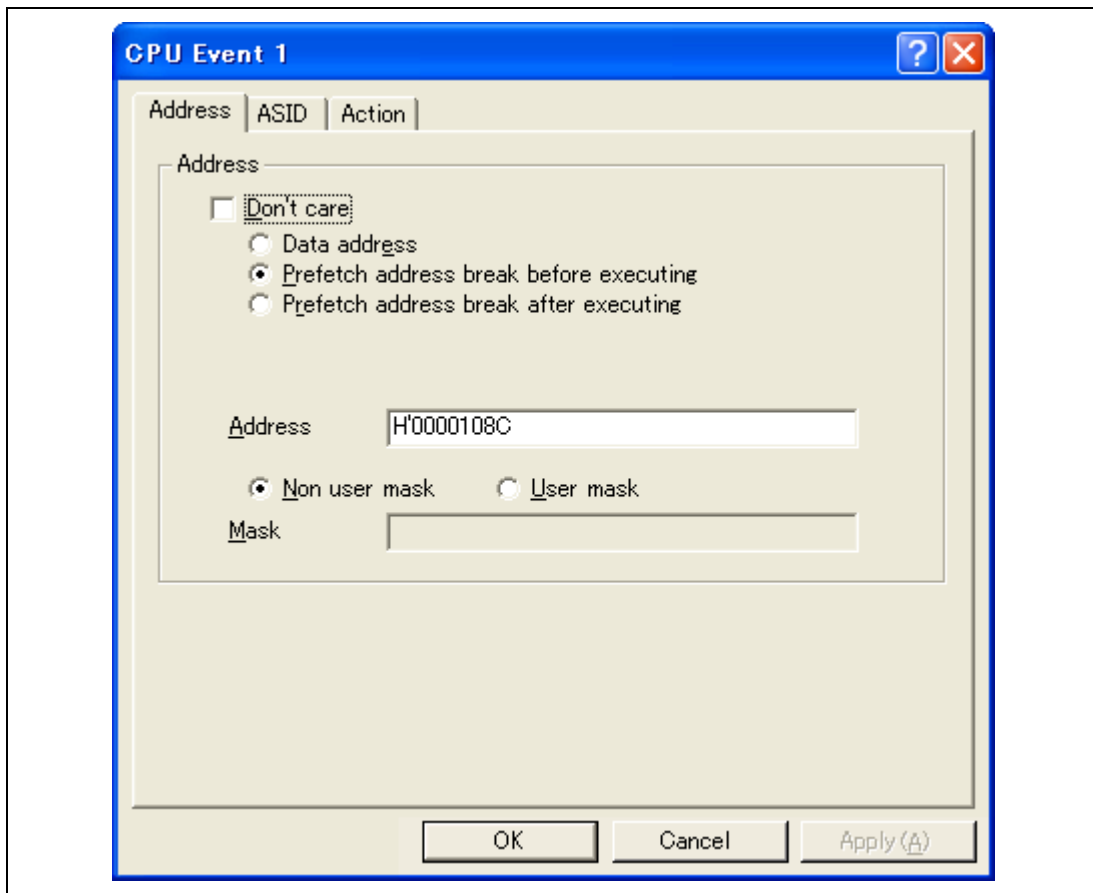 CPU Event 1
Address ASID Action
Address
Don't care
Data address
Prefetch address break before executing
Prefetch address break after executing
Address H'0000108C
Non user mask User mask
Mask
OK Cancel Apply(A)